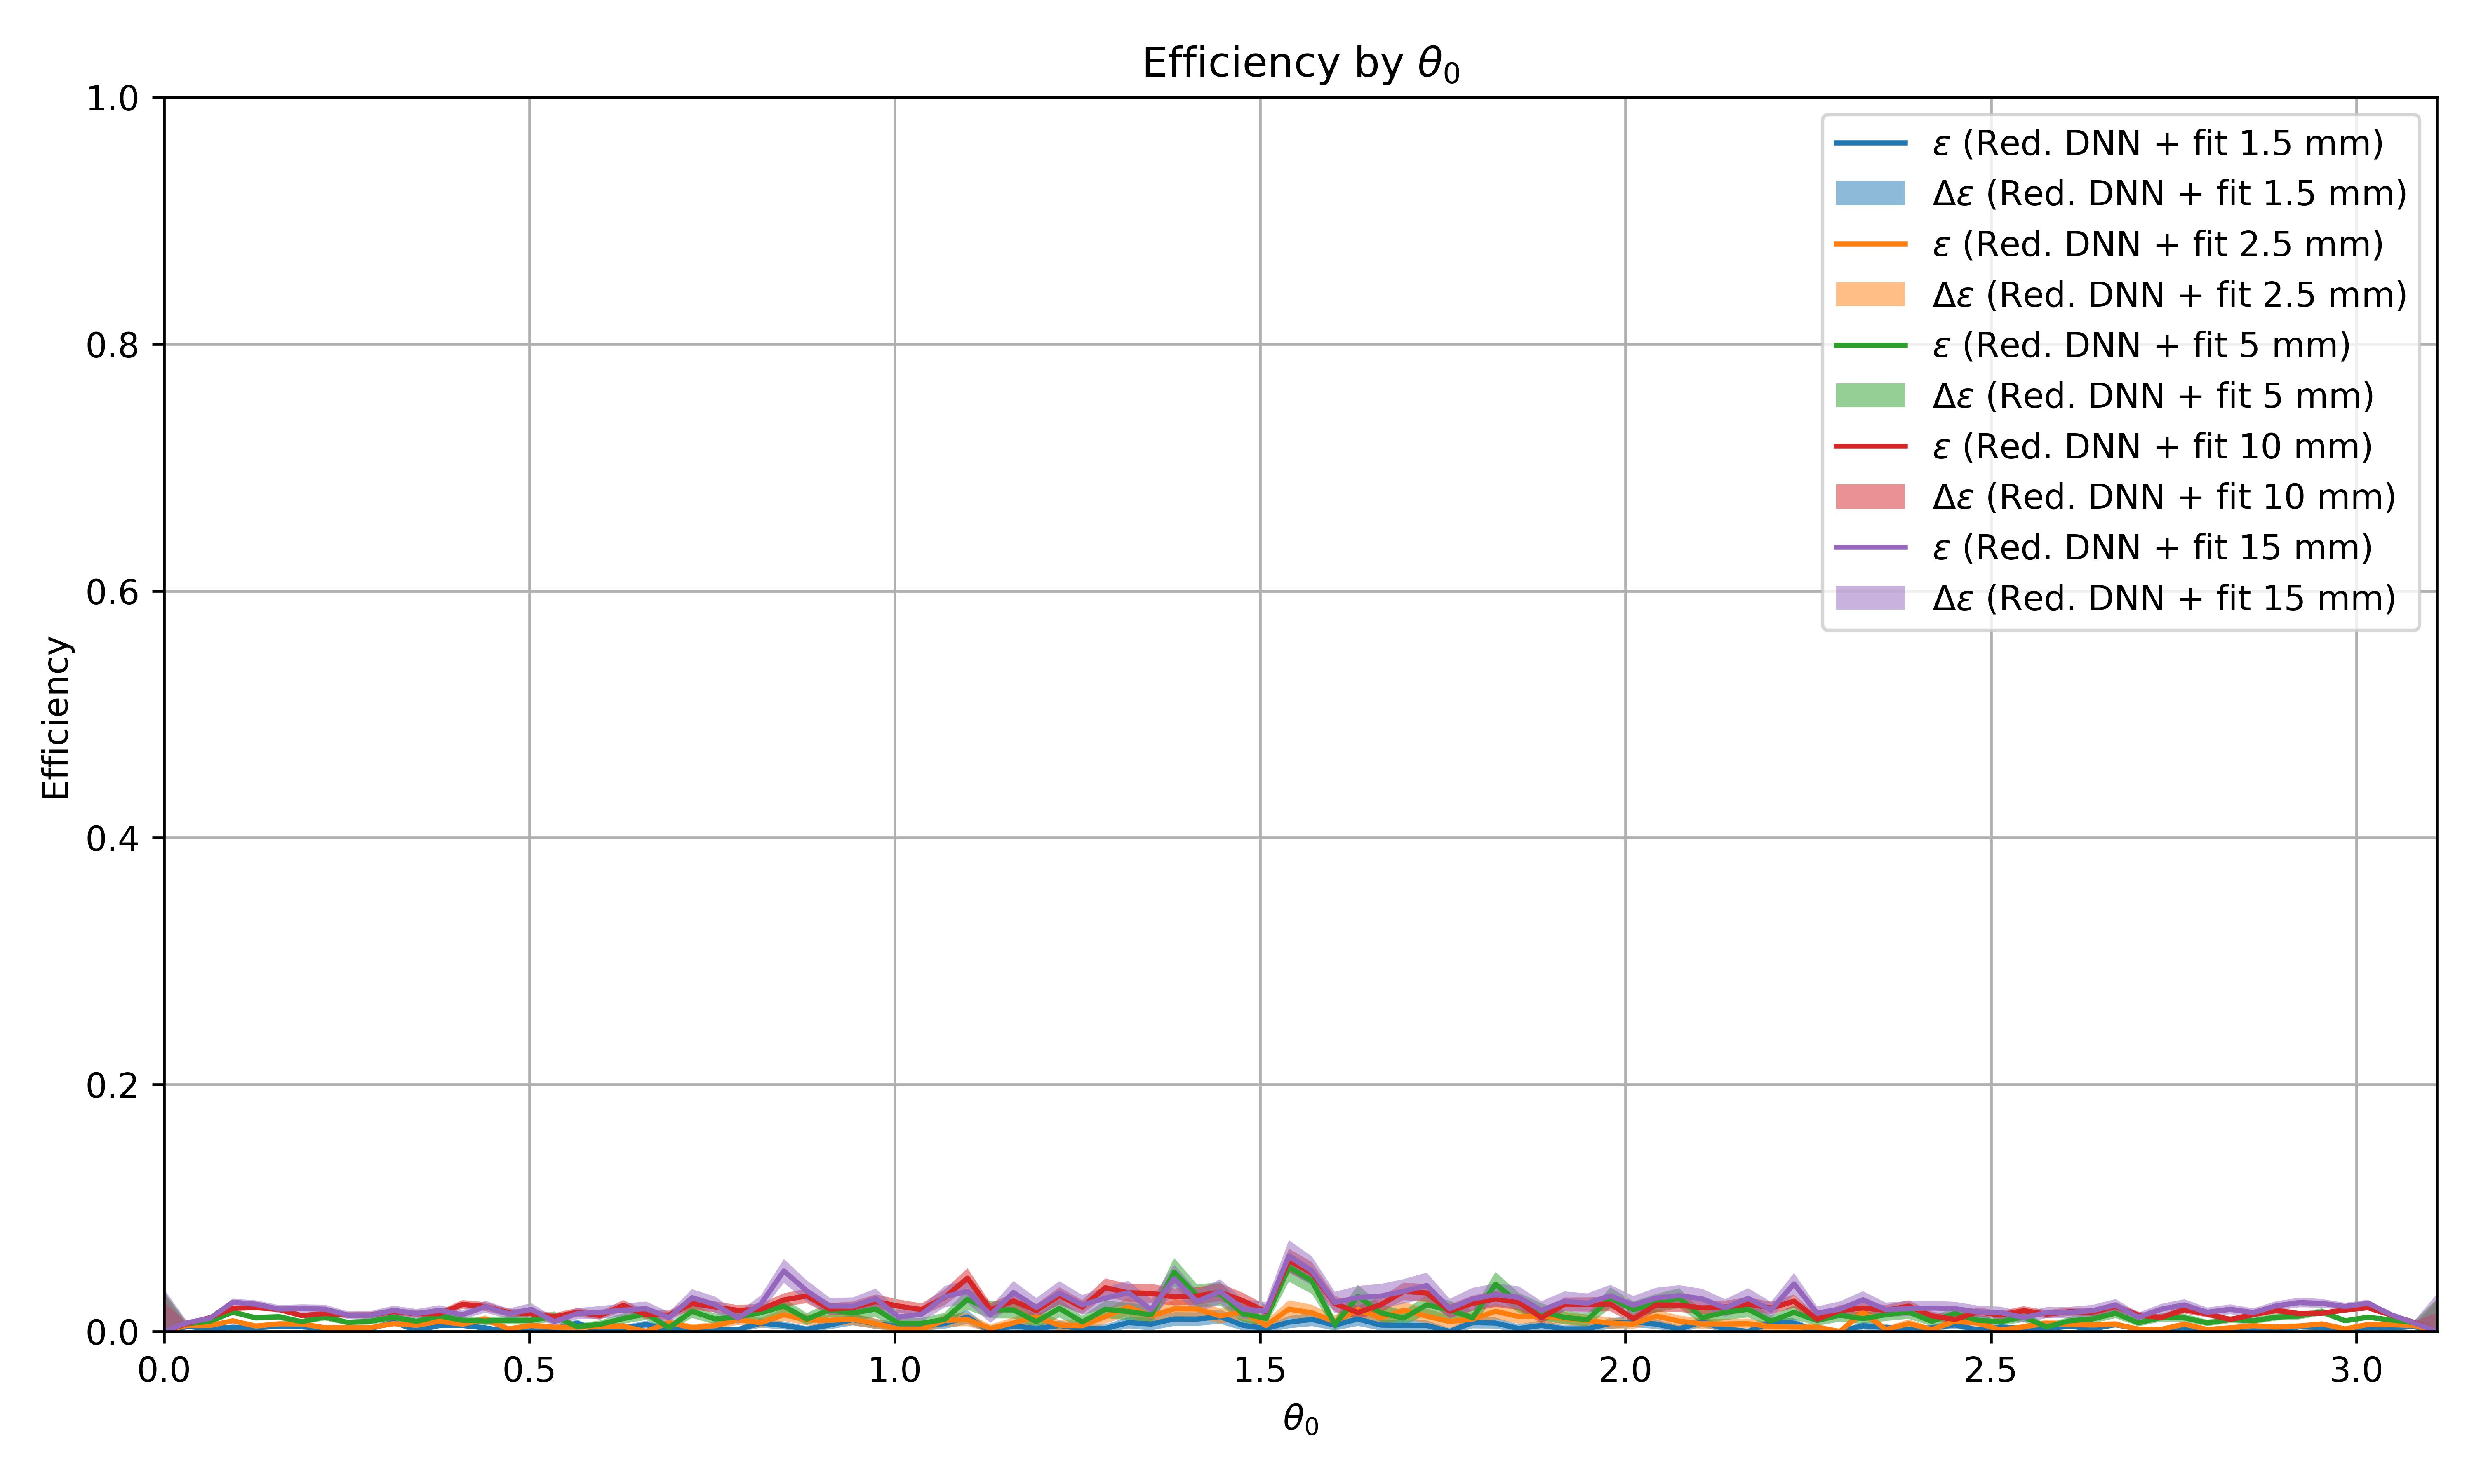 Efficiency by θ₀
1.0
0.8
0.6
0.4
0.2
0.0
Efficiency
ε (Red. DNN + fit 1.5 mm)
Δε (Red. DNN + fit 1.5 mm)
ε (Red. DNN + fit 2.5 mm)
Δε (Red. DNN + fit 2.5 mm)
ε (Red. DNN + fit 5 mm)
Δε (Red. DNN + fit 5 mm)
ε (Red. DNN + fit 10 mm)
Δε (Red. DNN + fit 10 mm)
ε (Red. DNN + fit 15 mm)
Δε (Red. DNN + fit 15 mm)
0.0 0.5 1.0 1.5 2.0 2.5 3.0
θ₀